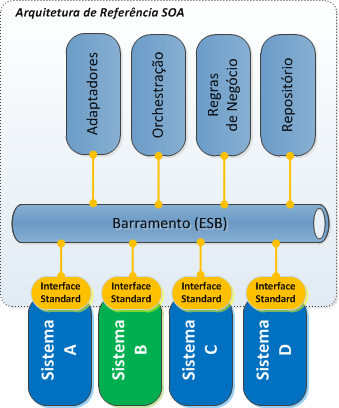 Arquitetura de Referência SOA
Adaptadores
Orchestração
Regras
de Negócio
Repositório
Barramento (ESB)
Interface
Standard
Interface
Standard
Interface
Standard
Interface
Standard
Sistema
A
Sistema
B
Sistema
C
Sistema
D